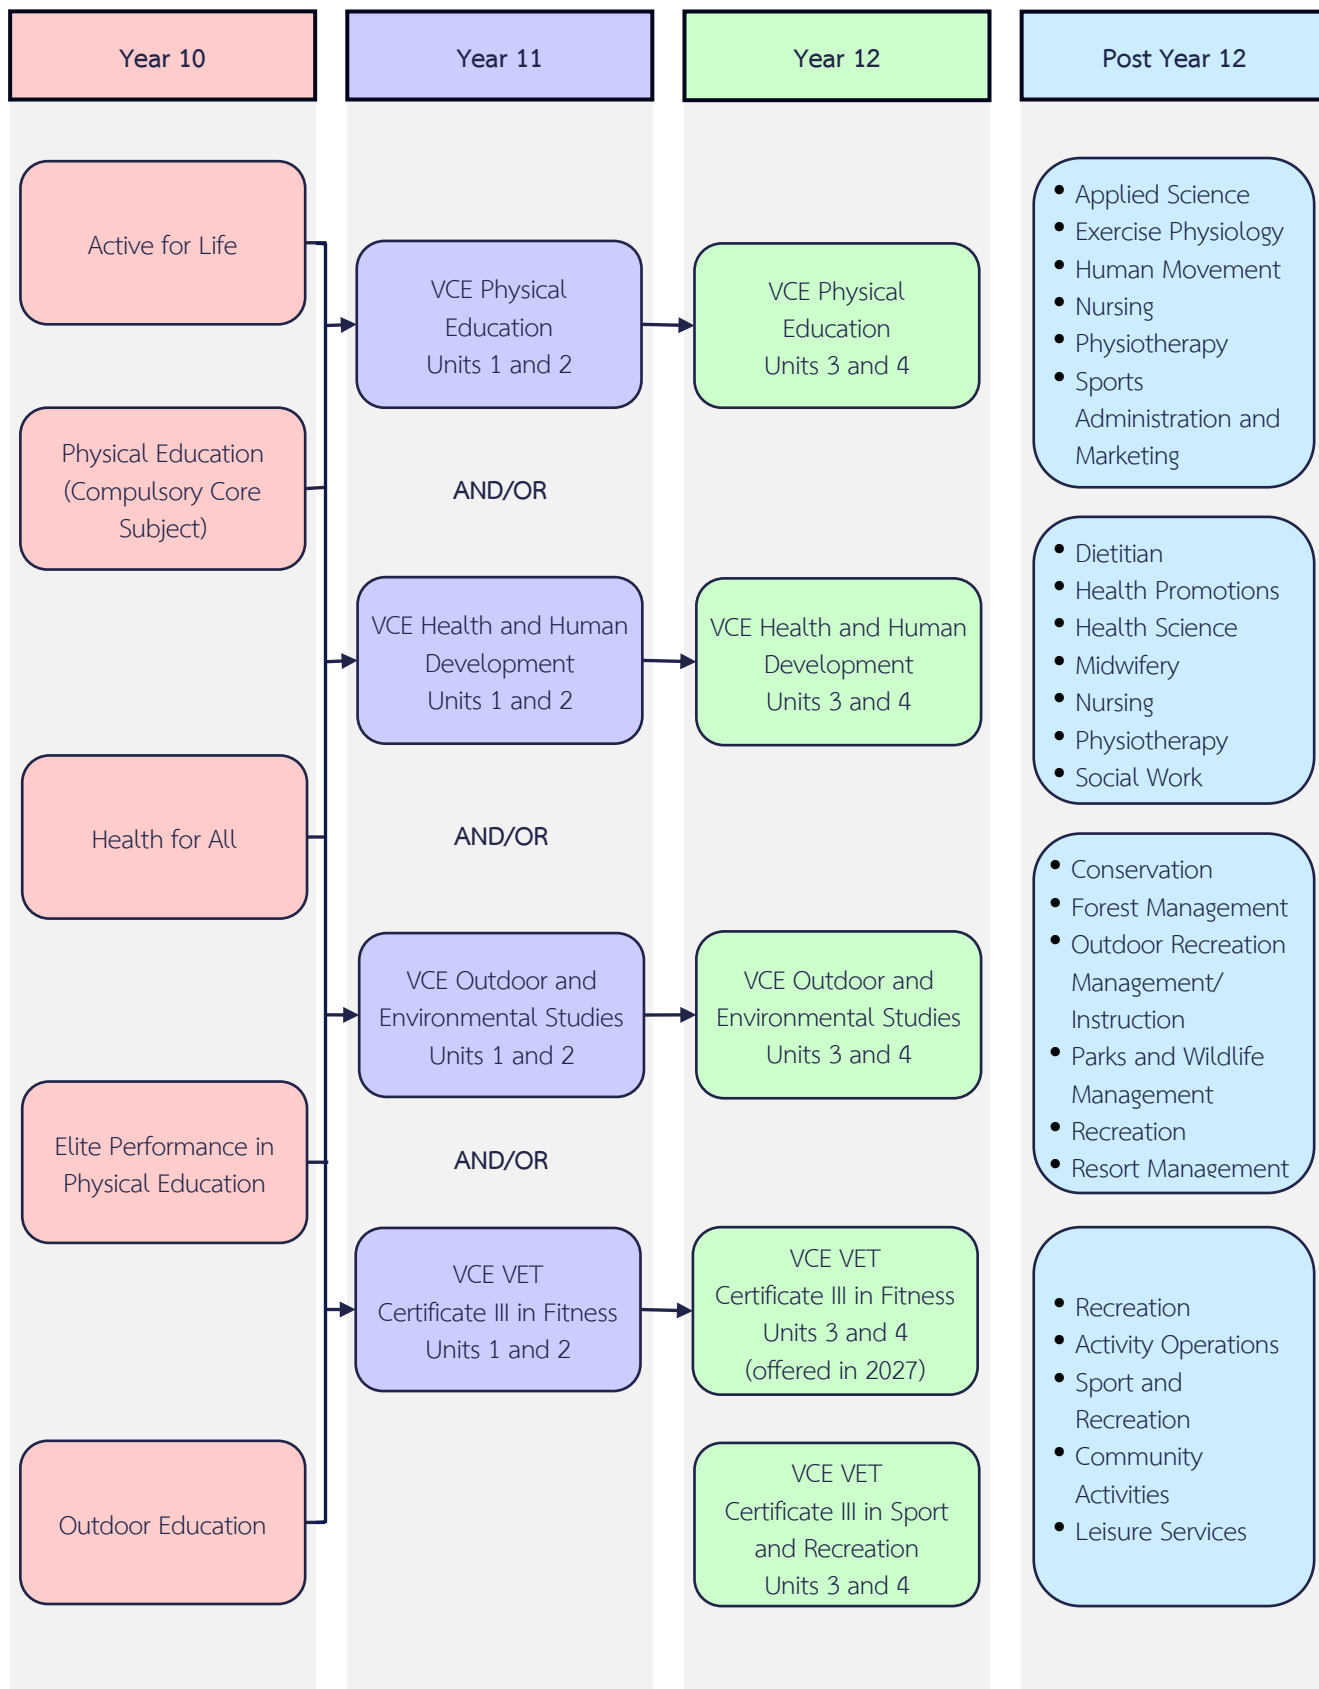 Year 10
Year 11
Year 12
Post Year 12
Active for Life
Physical Education
(Compulsory Core
Subject)
Health for All
Elite Performance in
Physical Education
Outdoor Education
VCE Physical
Education
Units 1 and 2
AND/OR
VCE Health and Human
Development
Units 1 and 2
AND/OR
VCE Outdoor and
Environmental Studies
Units 1 and 2
AND/OR
VCE VET
Certificate III in Fitness
Units 1 and 2
VCE Physical
Education
Units 3 and 4
VCE Health and Human
Development
Units 3 and 4
VCE Outdoor and
Environmental Studies
Units 3 and 4
VCE VET
Certificate III in Fitness
Units 3 and 4
(offered in 2027)
VCE VET
Certificate III in Sport
and Recreation
Units 3 and 4
• Applied Science
• Exercise Physiology
• Human Movement
• Nursing
• Physiotherapy
• Sports
Administration and
Marketing
• Dietitian
• Health Promotions
• Health Science
• Midwifery
• Nursing
• Physiotherapy
• Social Work
• Conservation
• Forest Management
• Outdoor Recreation
Management/
Instruction
• Parks and Wildlife
Management
• Recreation
• Resort Management
• Recreation
• Activity Operations
• Sport and
Recreation
• Community
Activities
• Leisure Services